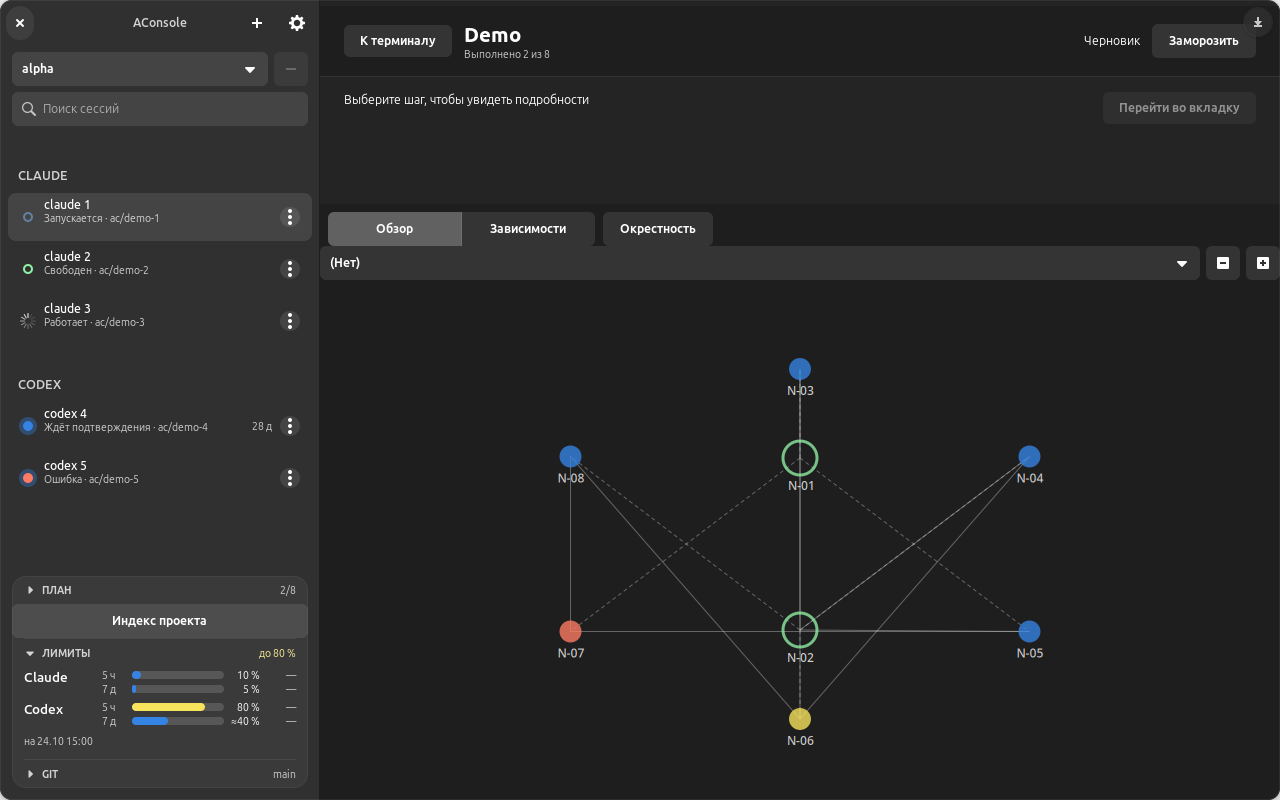 AConsole
alpha
Поиск сессий
CLAUDE
claude 1
Запускается · ac/demo-1
claude 2
Свободен · ac/demo-2
claude 3
Работает · ac/demo-3
CODEX
codex 4
Ждёт подтверждения · ac/demo-4 28 д
codex 5
Ошибка · ac/demo-5
ПЛАН 2/8
Индекс проекта
ЛИМИТЫ до 80 %
Claude 5 ч 10 % —
7 д 5 % —
Codex 5 ч 80 % —
7 д ≈40 % —
на 24.10 15:00
GIT main
К терминалу
Demo
Выполнено 2 из 8
Черновик
Заморозить
Выберите шаг, чтобы увидеть подробности
Перейти во вкладку
Обзор
Зависимости
Окрестность
(Нет)
N-03
N-08
N-01
N-04
N-07
N-02
N-05
N-06